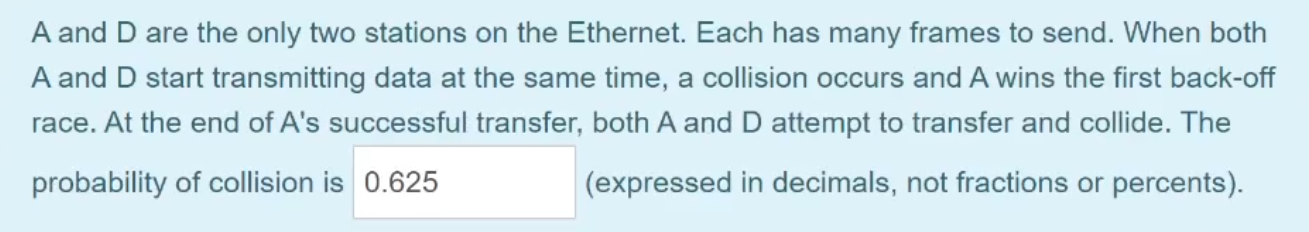 A and D are the only two stations on the Ethernet. Each has many frames to send. When both
A and D start transmitting data at the same time, a collision occurs and A wins the first back-off
race. At the end of A's successful transfer, both A and D attempt to transfer and collide. The
probability of collision is 0.625 (expressed in decimals, not fractions or percents).